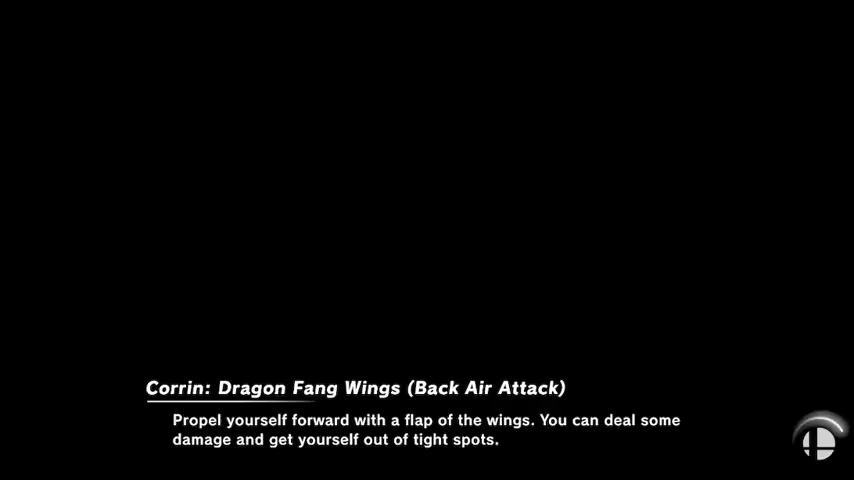 Corrin: Dragon Fang Wings (Back Air Attack)
Propel yourself forward with a flap of the wings. You can deal some
damage and get yourself out of tight spots.